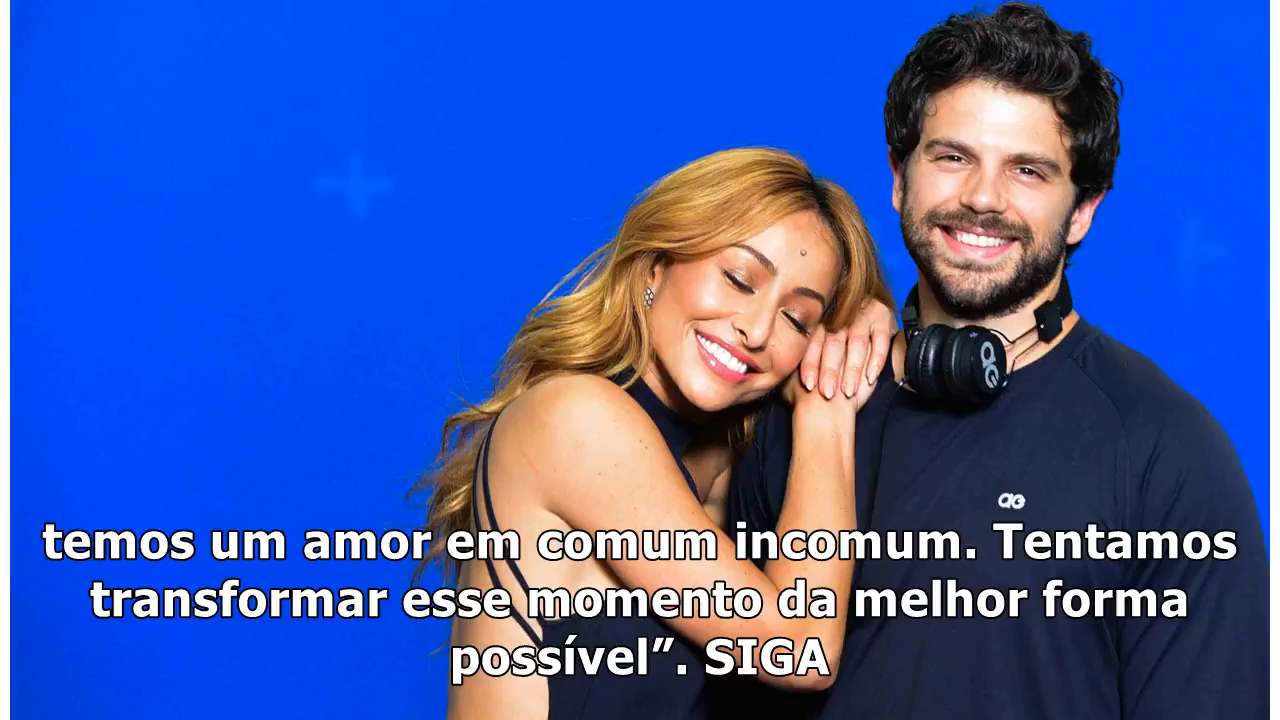 temos um amor em comum incomum. Tentamos
transformar esse momento da melhor forma
possível”. SIGA